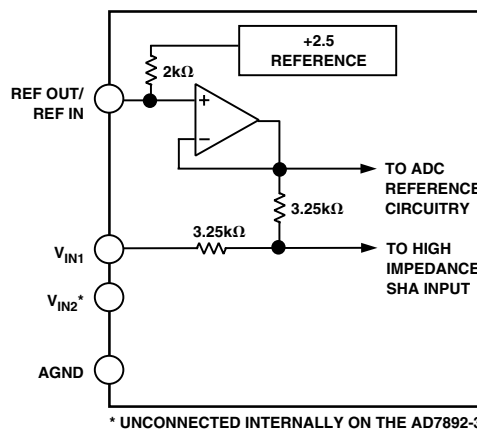 +2.5
REFERENCE
2kΩ
REF OUT/
REF IN
+
−
TO ADC
REFERENCE
CIRCUITRY
3.25kΩ
3.25kΩ
VIN1
TO HIGH
IMPEDANCE
SHA INPUT
VIN2*
AGND
* UNCONNECTED INTERNALLY ON THE AD7892-3